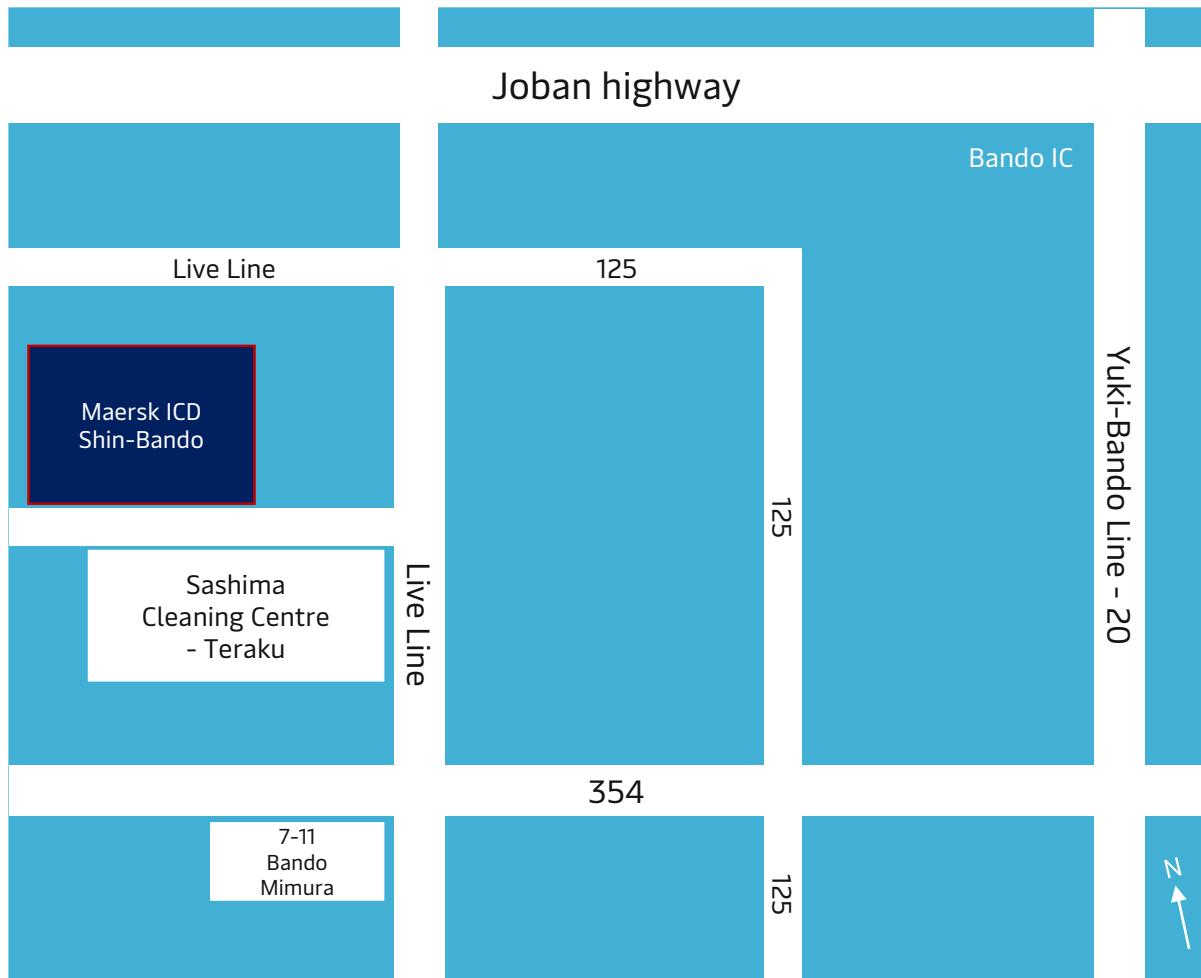 Joban highway
Bando IC
Live Line
125
Maersk ICD
Shin-Bando
Yuki-Bando Line - 20
125
Sashima
Cleaning Centre
- Teraku
Live Line
354
7-11
Bando
Mimura
125
N